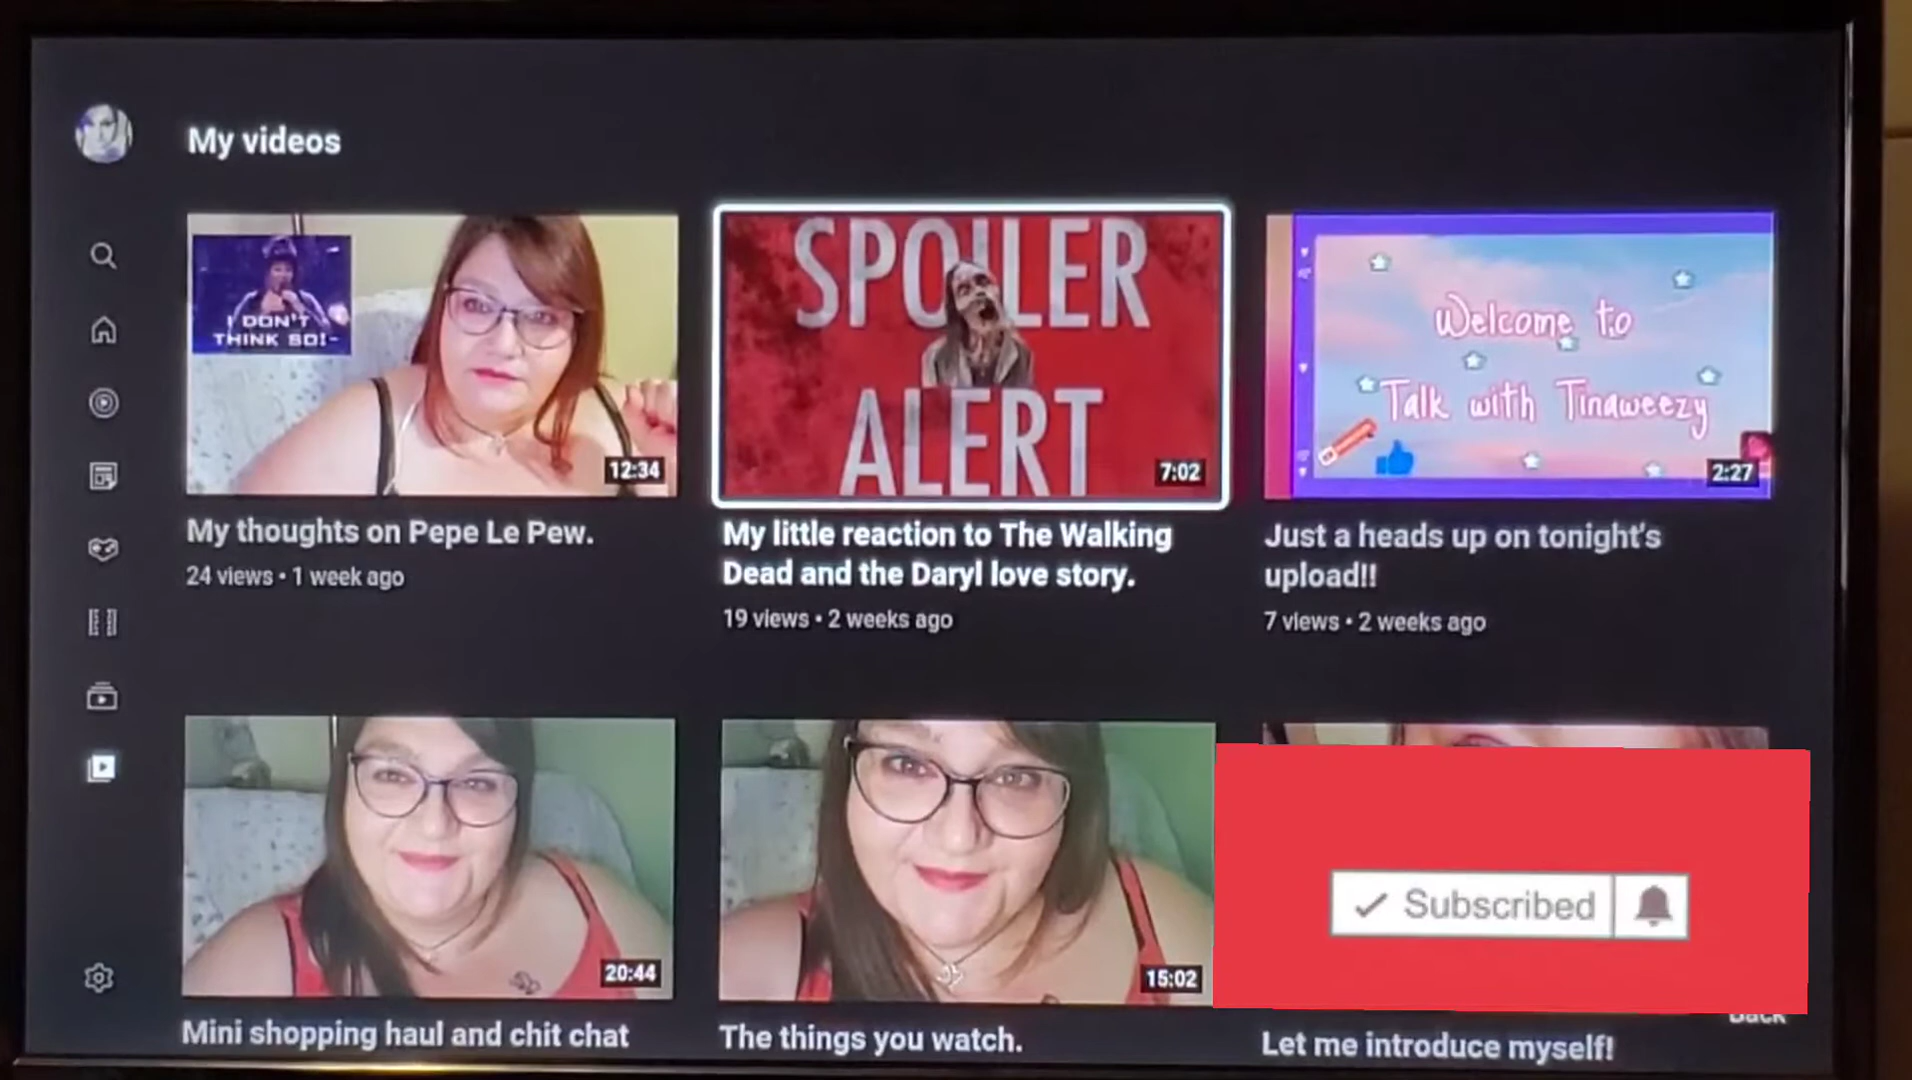 My videos
I DON'T
THINK SO!-
12:34
SPOILER
ALERT
7:02
Welcome to
Talk with Tinaweezy
2:27
My thoughts on Pepe Le Pew.
24 views • 1 week ago
My little reaction to The Walking
Dead and the Daryl love story.
19 views • 2 weeks ago
Just a heads up on tonight's
upload!!
7 views • 2 weeks ago
20:44
15:02
Subscribed
Back
Mini shopping haul and chit chat
The things you watch.
Let me introduce myself!